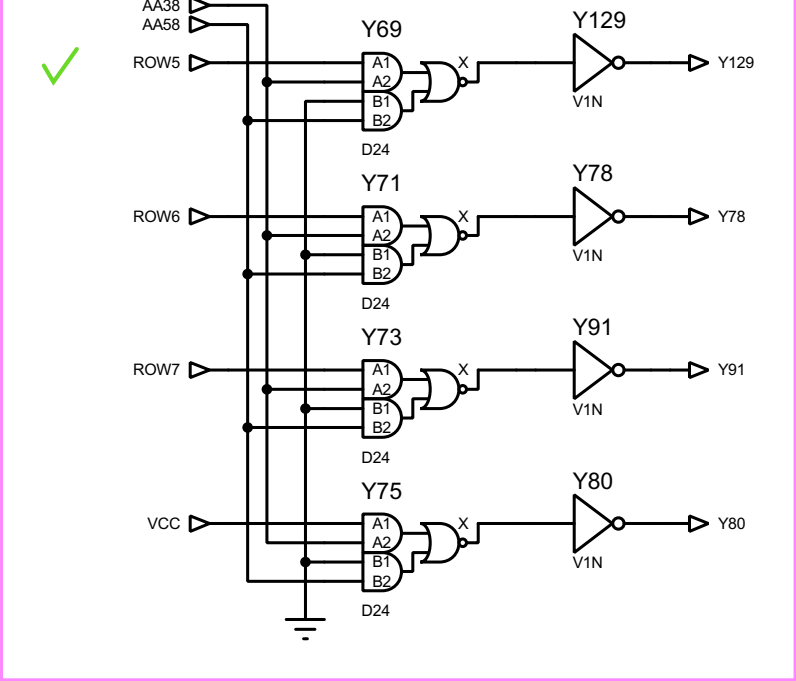 AA38
AA58
Y69
Y129
ROW5
A1
A2
B1
B2
X
Y129
V1N
D24
Y71
Y78
ROW6
A1
A2
B1
B2
X
Y78
V1N
D24
Y73
Y91
ROW7
A1
A2
B1
B2
X
Y91
V1N
D24
Y75
Y80
VCC
A1
A2
B1
B2
X
Y80
V1N
D24